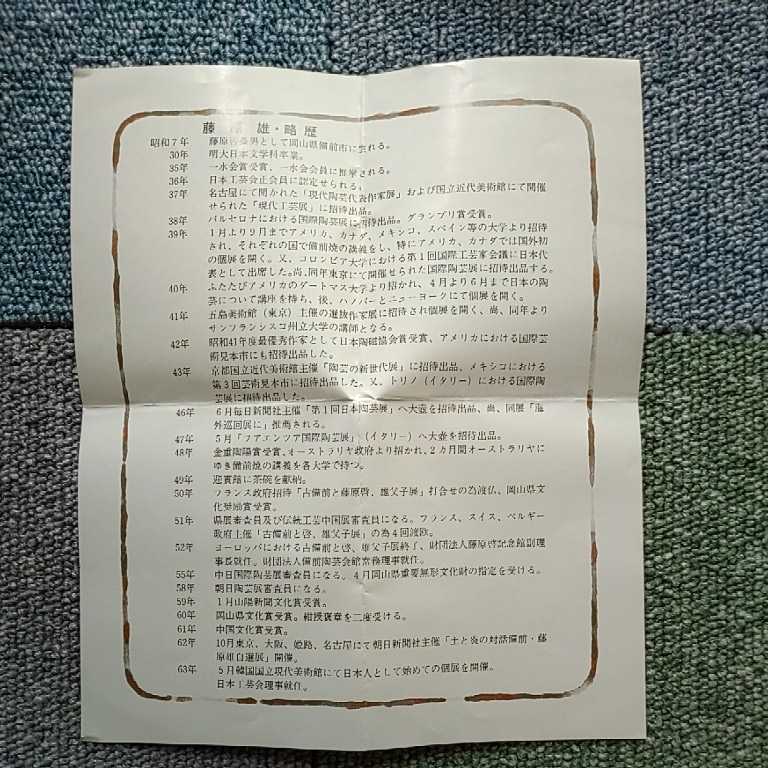 藤原 雄・略歴
昭和7年 藤原啓長男として岡山県備前市に生れる。
30年 明大日本文学科卒業。
35年 一水会賞受賞、一水会会員に推挙される。
36年 日本工芸会正会員に認定せられる。
37年 名古屋にて開かれた「現代陶芸代表作家展」および国立近代美術館にて開催
せられた「現代工芸展」に招待出品。
38年 バルセロナにおける国際陶芸展に招待出品。グランプリ賞受賞。
39年 1月より9月までアメリカ、カナダ、メキシコ、スペイン等の大学より招待
され、それぞれの国で備前焼の講義をし、特にアメリカ、カナダでは国外初
の個展を開く。又、コロンビア大学における第1回国際工芸家会議に日本代
表として出席した。尚、同年東京にて開催せられた国際陶芸展に招待出品する。
40年 ふたたびアメリカのダートマス大学より招かれ、4月より6月まで日本の陶
芸について講座を持ち、後、ハノバーとニューヨークにて個展を開く。
41年 五島美術館（東京）主催の選抜作家展に招待され個展を開く、尚、同年より
サンフランシスコ州立大学の講師となる。
42年 昭和41年度最優秀作家として日本陶磁協会賞受賞、アメリカにおける国際芸
術見本市にも招待出品した。
43年 京都国立近代美術館主催「陶芸の新世代展」に招待出品、メキシコにおける
第3回芸術見本市に招待出品した。又、トリノ（イタリー）における国際陶
芸展に招待出品した。
46年 6月毎日新聞社主催「第1回日本陶芸展」へ大壺を招待出品、尚、同展「海
外巡回展に」推薦される。
47年 5月「ファエンツア国際陶芸展」（イタリー）へ大壺を招待出品。
48年 金重陶陽賞受賞、オーストラリヤ政府より招かれ、2カ月間オーストラリヤに
ゆき備前焼の講義を各大学で持つ。
49年 迎賓館に茶碗を献納。
50年 フランス政府招待「古備前と藤原啓、雄父子展」打合せの為渡仏、岡山県文
化奨励賞受賞。
51年 県展審査員及び伝統工芸中国展審査員になる。フランス、スイス、ベルギー
政府主催「古備前と啓、雄父子展」の為4回渡欧。
52年 ヨーロッパにおける古備前と啓、雄父子展終了、財団法人藤原啓記念館副理
事長就任。財団法人備前陶芸会館常務理事就任。
55年 中日国際陶芸展審査員になる、4月岡山県重要無形文化財の指定を受ける。
58年 朝日陶芸展審査員になる。
59年 1月山陽新聞文化賞受賞。
60年 岡山県文化賞受賞。紺授褒章を二度受ける。
61年 中国文化賞受賞。
62年 10月東京、大阪、姫路、名古屋にて朝日新聞社主催「土と炎の対話備前・藤
原雄自選展」開催。
63年 5月韓国国立現代美術館にて日本人として始めての個展を開催。
日本工芸会理事就任。